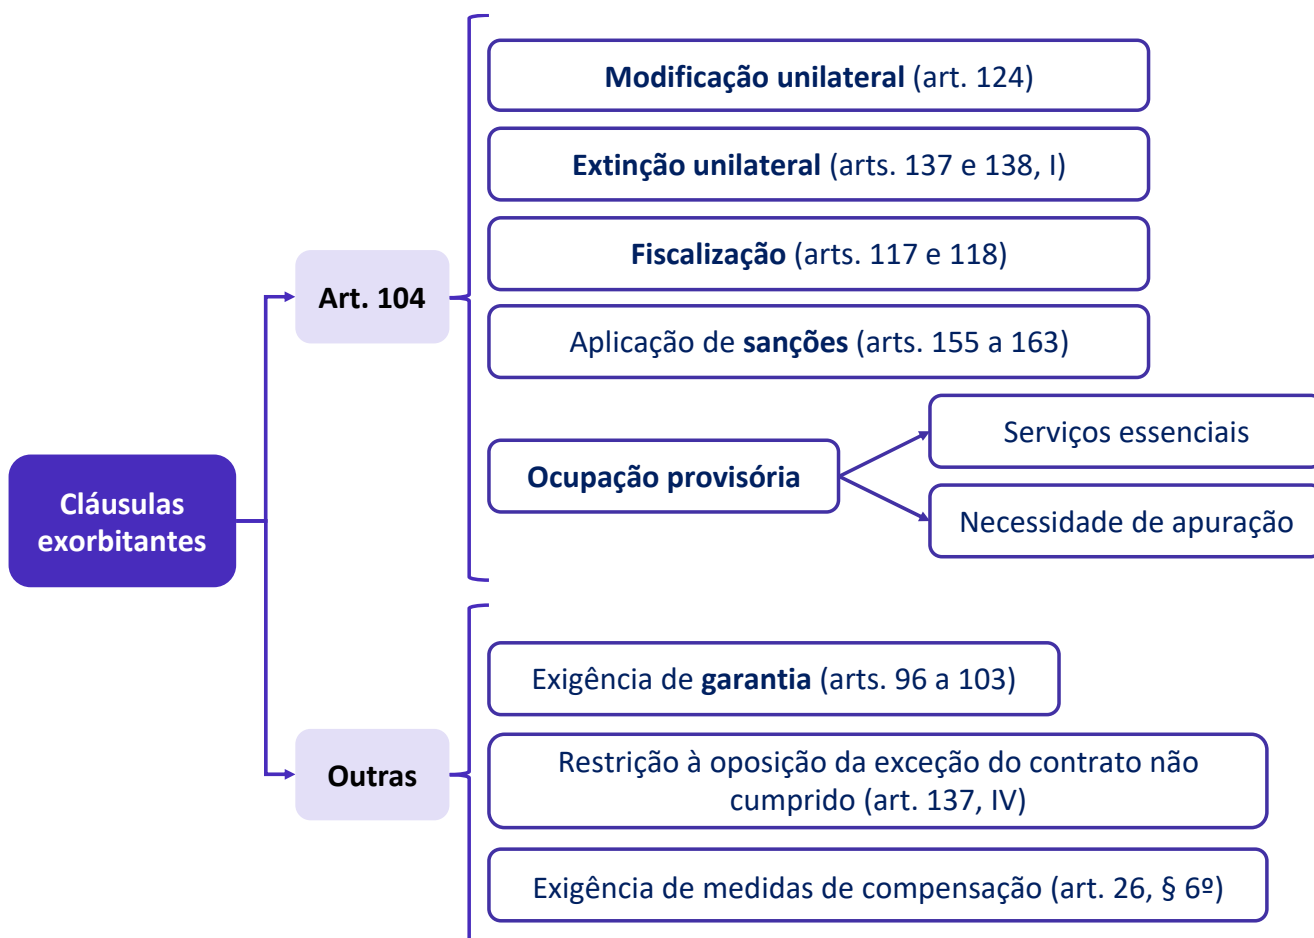 Cláusulas
exorbitantes
Art. 104
Modificação unilateral (art. 124)
Extinção unilateral (arts. 137 e 138, I)
Fiscalização (arts. 117 e 118)
Aplicação de sanções (arts. 155 a 163)
Ocupação provisória
Serviços essenciais
Necessidade de apuração
Outras
Exigência de garantia (arts. 96 a 103)
Restrição à oposição da exceção do contrato não
cumprido (art. 137, IV)
Exigência de medidas de compensação (art. 26, § 6º)